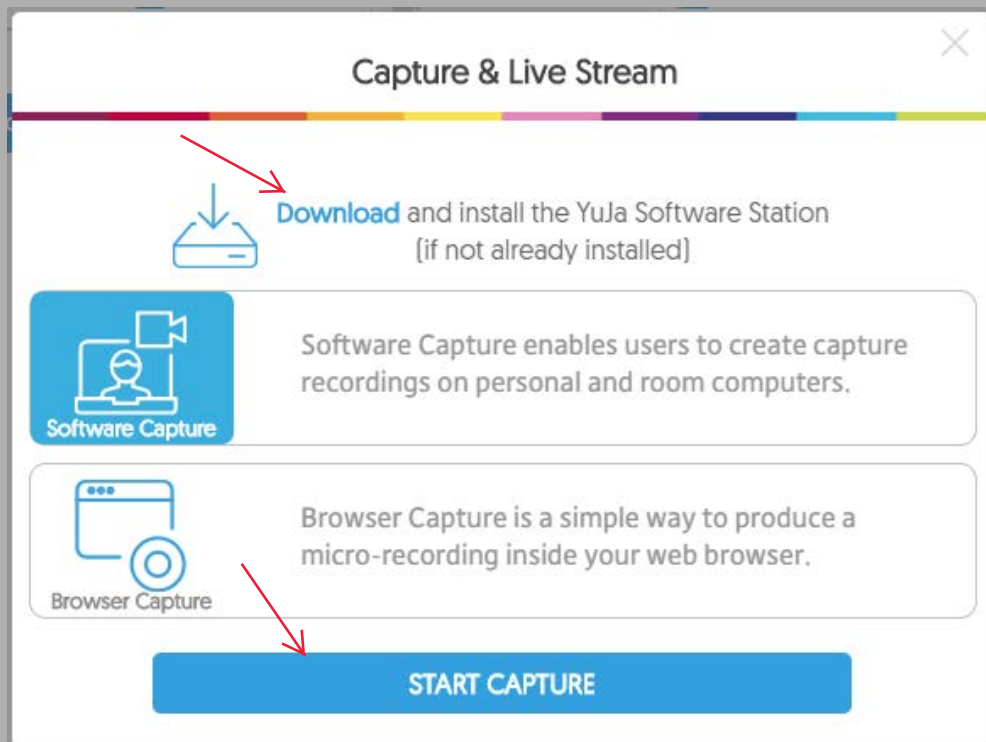 Capture & Live Stream
Download and install the YuJa Software Station
(if not already installed)
Software Capture enables users to create capture
recordings on personal and room computers.
Software Capture
Browser Capture is a simple way to produce a
micro-recording inside your web browser.
Browser Capture
START CAPTURE